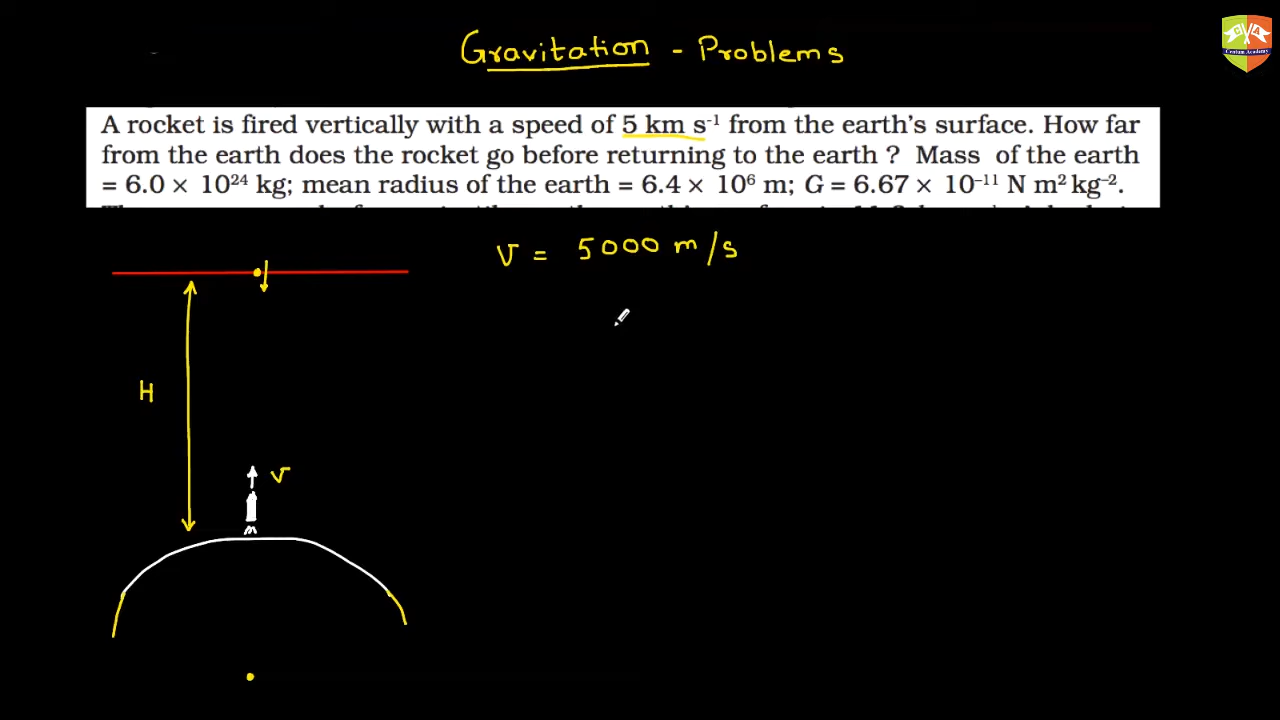 Gravitation - Problems
Centum Academy
A rocket is fired vertically with a speed of 5 km s⁻¹ from the earth's surface. How far
from the earth does the rocket go before returning to the earth ? Mass of the earth
= 6.0 × 10²⁴ kg; mean radius of the earth = 6.4 × 10⁶ m; G = 6.67 × 10⁻¹¹ N m² kg⁻².
v = 5000 m/s
H
v